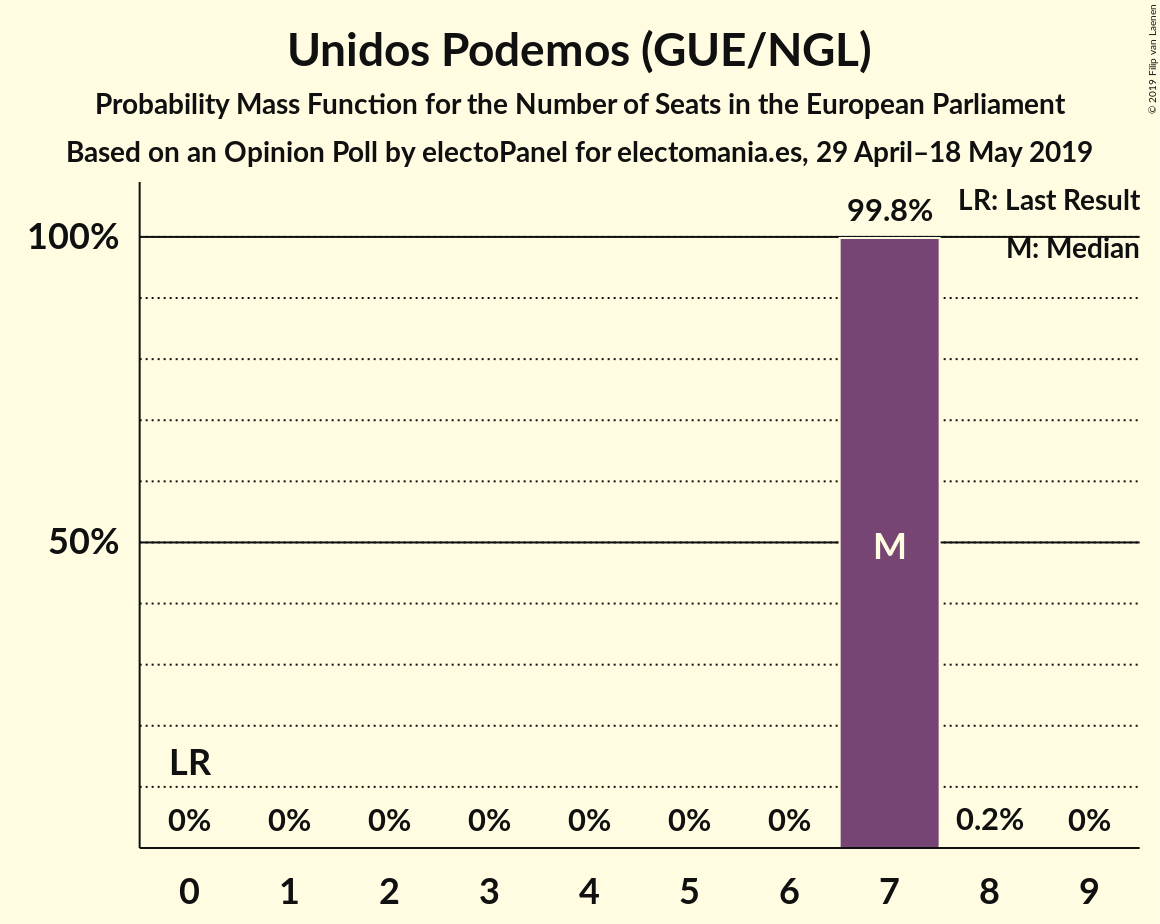 Unidos Podemos (GUE/NGL)
Probability Mass Function for the Number of Seats in the European Parliament
Based on an Opinion Poll by electoPanel for electomania.es, 29 April–18 May 2019
© 2019 Filip van Laenen
LR: Last Result
M: Median
99.8%
100%
50%
M
LR
0% 0% 0% 0% 0% 0% 0% 0.2% 0%
0 1 2 3 4 5 6 7 8 9